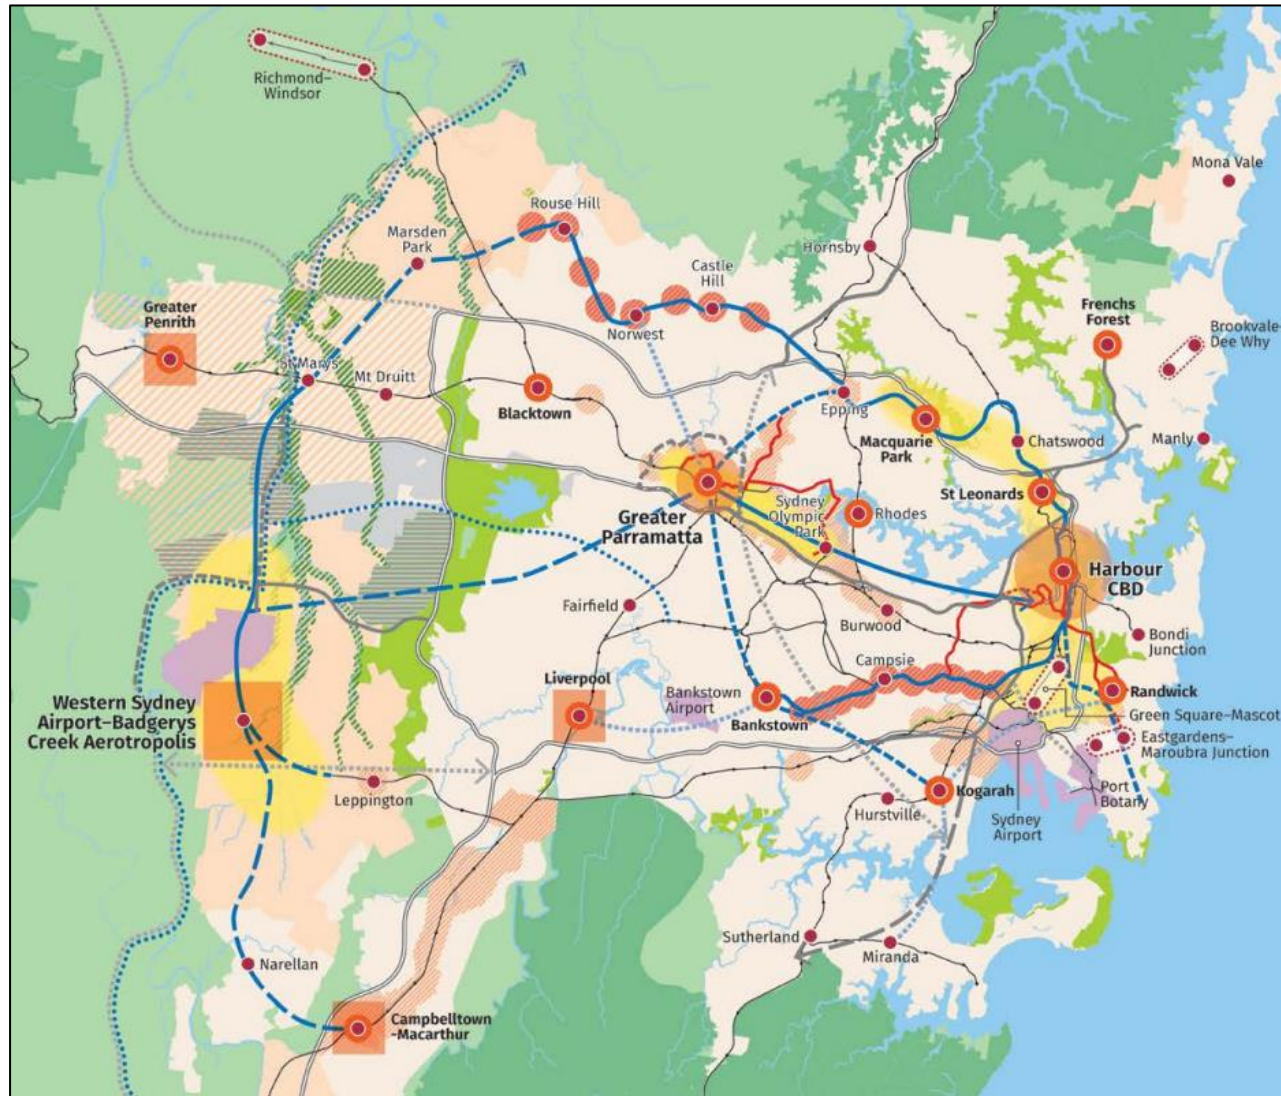 Richmond–
Windsor
Mona Vale
Rouse Hill
Marsden
Park
Hornsby
Castle
Hill
Greater
Penrith
Norwest
Frenchs
Forest
Brookvale–
Dee Why
St Marys
Mt Druitt
Blacktown
Epping
Macquarie
Park
Chatswood
Manly
St Leonards
Greater
Parramatta
Sydney
Olympic
Park
Rhodes
Harbour
CBD
Fairfield
Burwood
Bondi
Junction
Campsie
Liverpool
Bankstown
Airport
Bankstown
Randwick
Western Sydney
Airport–Badgerys
Creek Aerotropolis
Green Square–Mascot
Eastgardens–
Maroubra Junction
Leppington
Kogarah
Port
Botany
Hurstville
Sydney
Airport
Sutherland
Miranda
Narellan
Campbelltown
-Macarthur